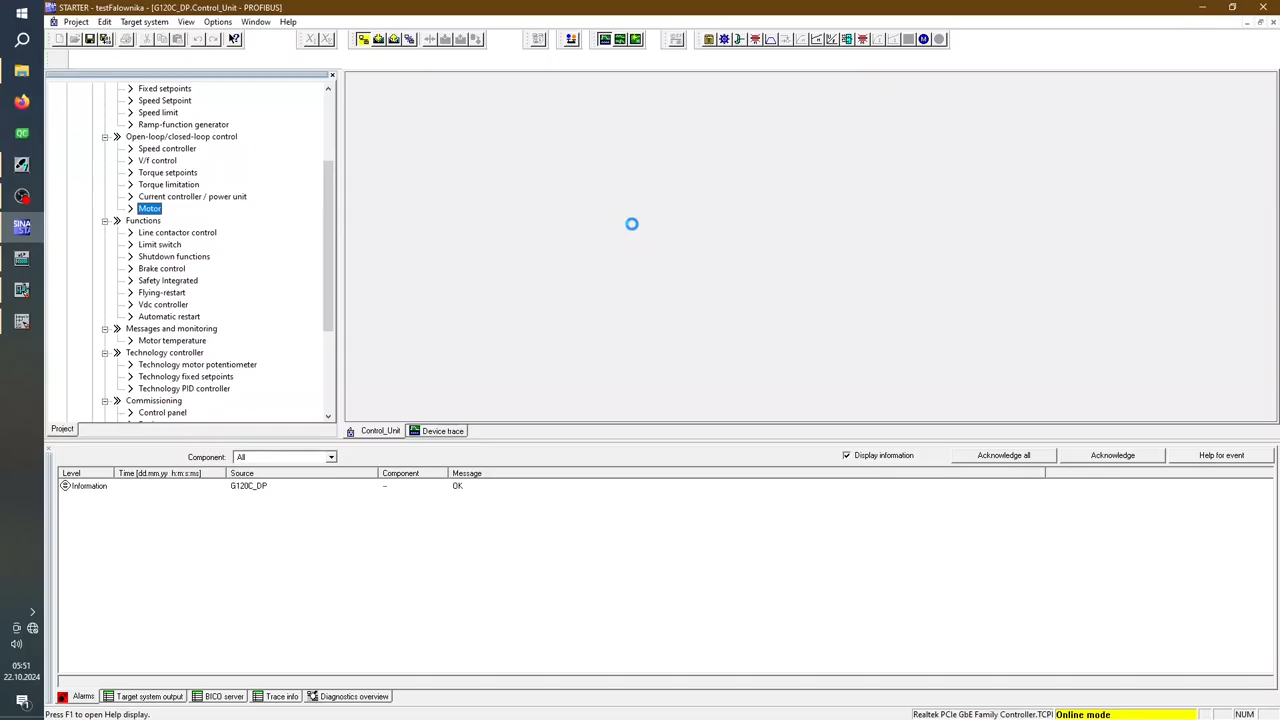 STARTER - testFalownika - [G120C_DP.Control_Unit - PROFIBUS]
Project Edit Target system View Options Window Help
Fixed setpoints
Speed Setpoint
Speed limit
Ramp-function generator
Open-loop/closed-loop control
Speed controller
V/f control
Torque setpoints
Torque limitation
Current controller / power unit
Motor
Functions
Line contactor control
Limit switch
Shutdown functions
Brake control
Safety Integrated
Flying-restart
Vdc controller
Automatic restart
Messages and monitoring
Motor temperature
Technology controller
Technology motor potentiometer
Technology fixed setpoints
Technology PID controller
Commissioning
Control panel
Project
Control_Unit Device trace
Component: All Display information Acknowledge all Acknowledge Help for event
Level Time [dd.mm.yy h:m:s:ms] Source Component Message
Information G120C_DP -- OK
05:51
22.10.2024
Alarms Target system output BICO server Trace info Diagnostics overview
Press F1 to open Help display. Realtek PCIe GbE Family Controller.TCPI Online mode NUM